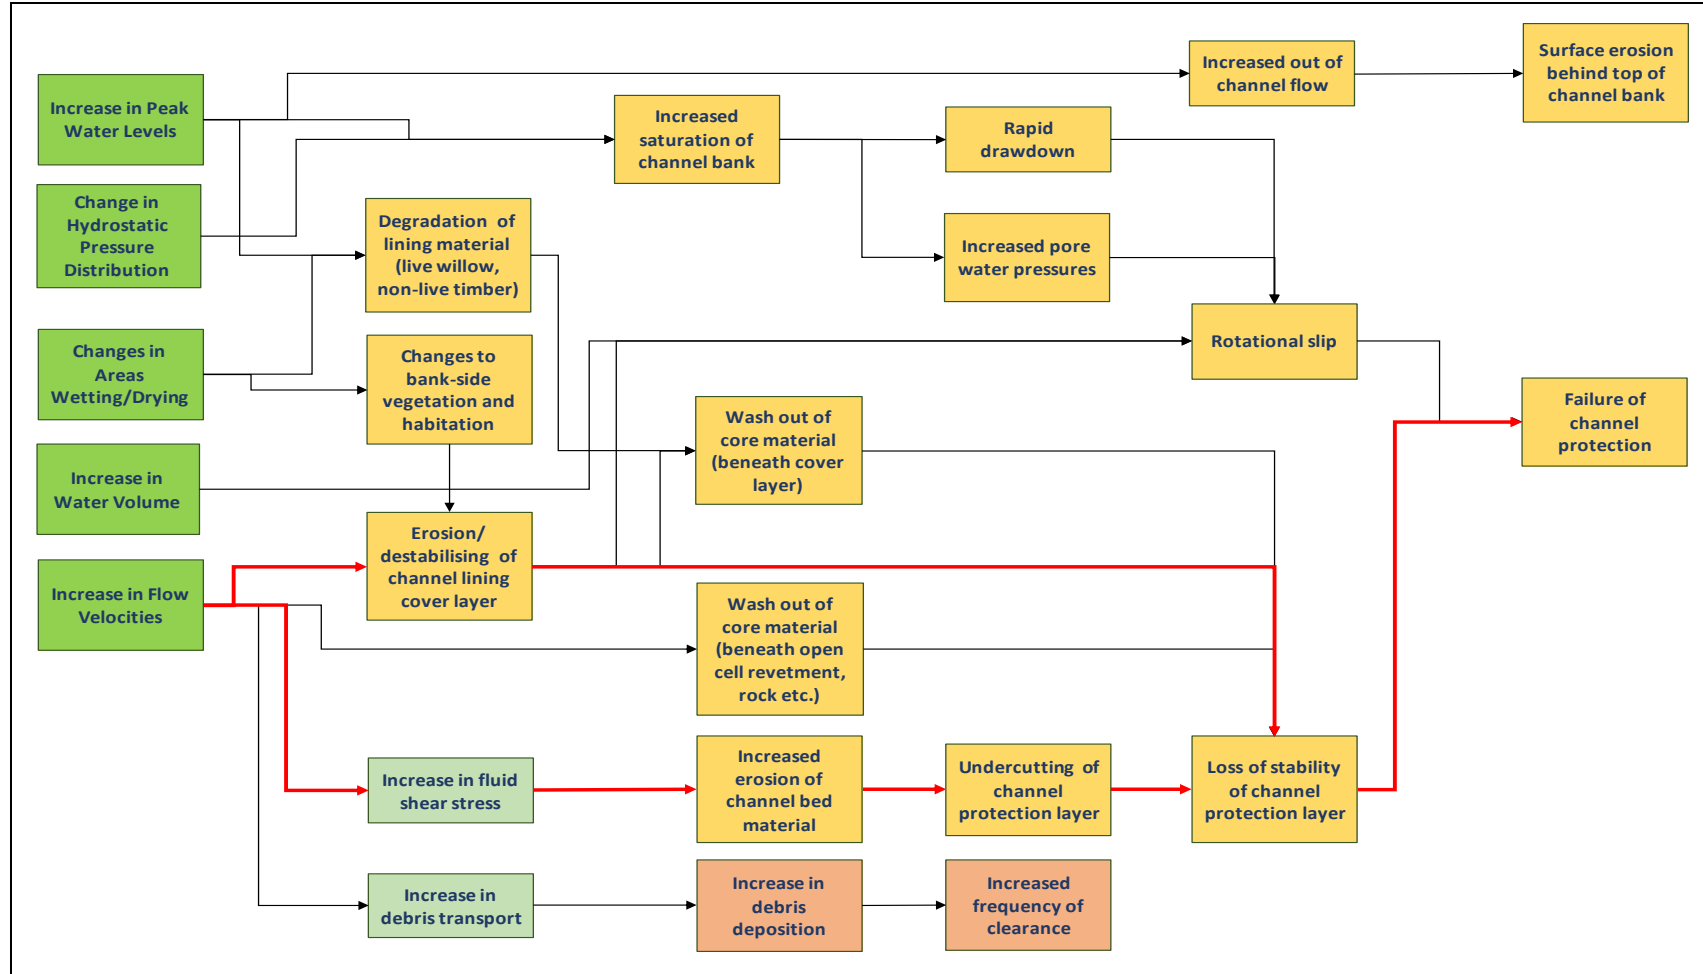 Increase in Peak
Water Levels
Change in
Hydrostatic
Pressure
Distribution
Changes in
Areas
Wetting/Drying
Increase in
Water Volume
Increase in Flow
Velocities
Degradation of
lining material
(live willow,
non-live timber)
Changes to
bank-side
vegetation and
habitation
Erosion/
destabilising of
channel lining
cover layer
Increase in fluid
shear stress
Increase in
debris transport
Increased
saturation of
channel bank
Wash out of
core material
(beneath cover
layer)
Wash out of
core material
(beneath open
cell revetment,
rock etc.)
Increased
erosion of
channel bed
material
Increase in
debris
deposition
Rapid
drawdown
Increased pore
water pressures
Undercutting of
channel
protection layer
Increased
frequency of
clearance
Increased out of
channel flow
Rotational slip
Loss of stability
of channel
protection layer
Surface erosion
behind top of
channel bank
Failure of
channel
protection